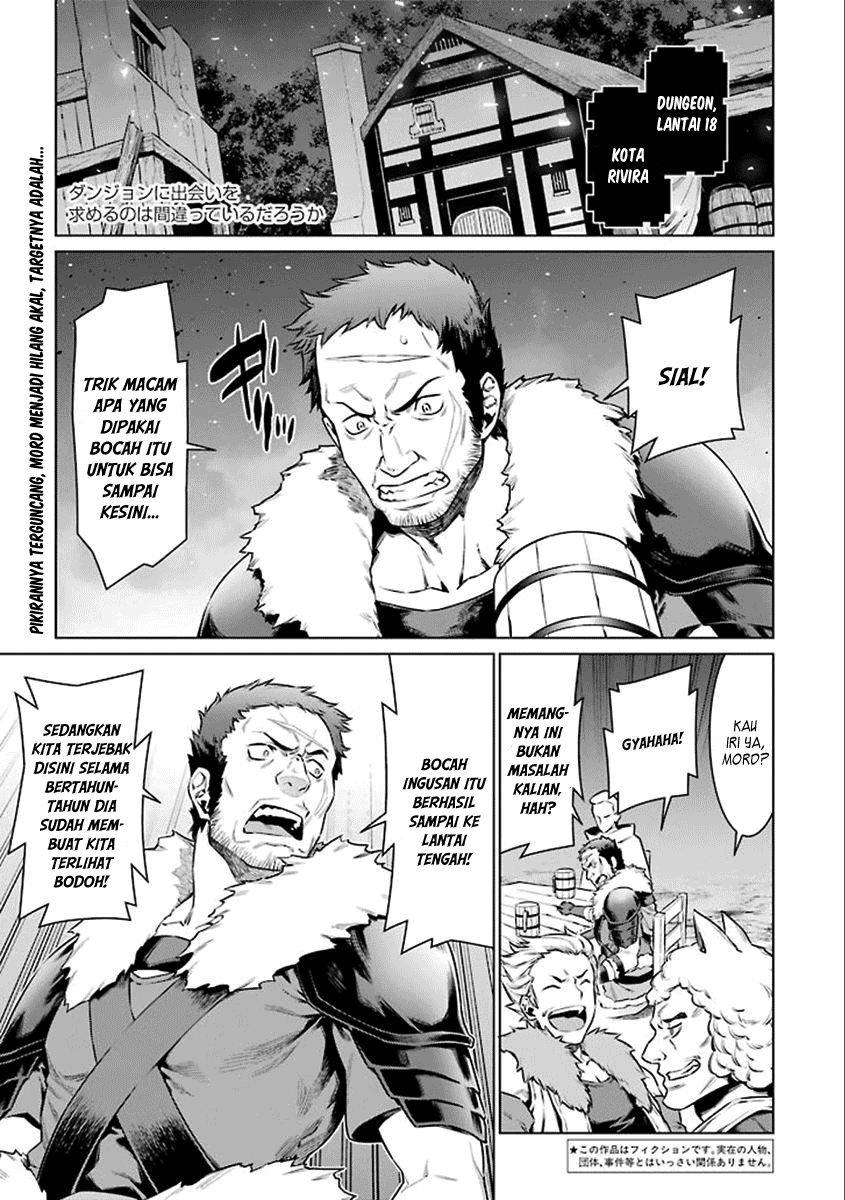 DUNGEON,
LANTAI 18
KOTA
RIVIRA
ダンジョンに出会いを
求めるのは間違っているだろうか
PIKIRANNYA TERGUNCANG, MORD MENJADI HILANG AKAL, TARGETNYA ADALAH...
SIAL!
ギリ
TRIK MACAM
APA YANG
DIPAKAI
BOCAH ITU
UNTUK BISA
SAMPAI
KESINI...
KAU
IRI YA,
MORD?
GYAHAHA!
MEMANG-
NYA INI
BUKAN
MASALAH
KALIAN,
HAH?
BOCAH
INGUSAN ITU
BERHASIL
SAMPAI KE
LANTAI
TENGAH!
SEDANGKAN
KITA TERJEBAK
DISINI SELAMA
BERTAHUN-
TAHUN DIA
SUDAH MEM-
BUAT KITA
TERLIHAT
BODOH!
★この作品はフィクションです。実在の人物、
団体、事件等とはいっさい関係ありません。